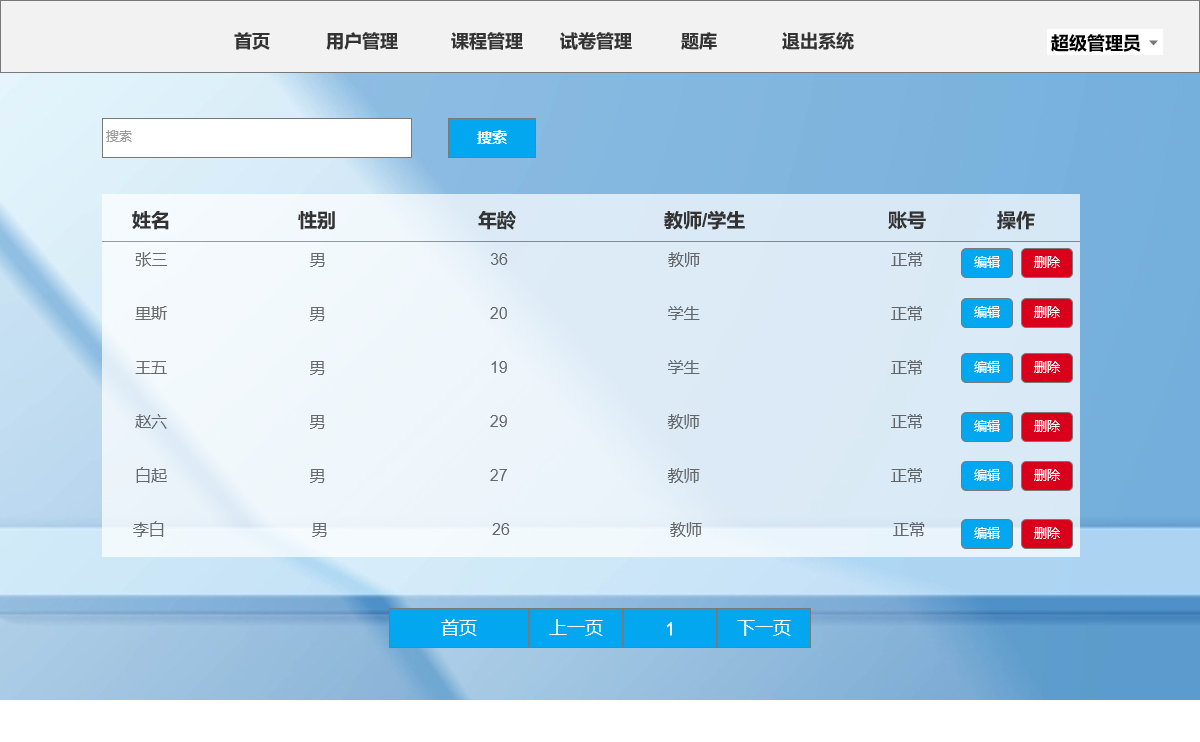 首页 用户管理 课程管理 试卷管理 题库 退出系统 超级管理员
搜索 搜索
姓名 性别 年龄 教师/学生 账号 操作
张三 男 36 教师 正常 编辑 删除
里斯 男 20 学生 正常 编辑 删除
王五 男 19 学生 正常 编辑 删除
赵六 男 29 教师 正常 编辑 删除
白起 男 27 教师 正常 编辑 删除
李白 男 26 教师 正常 编辑 删除
首页 上一页 1 下一页